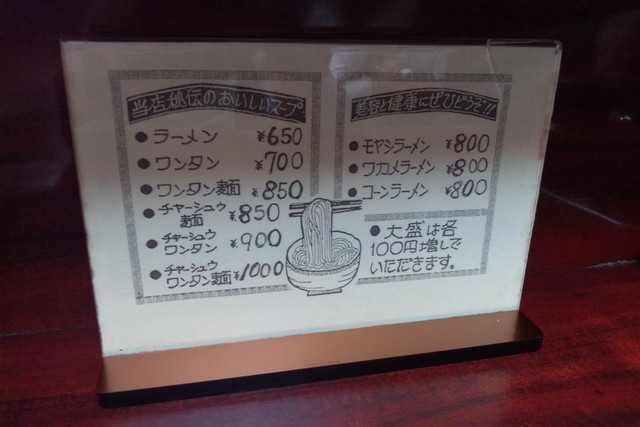 当店秘伝のおいしいスープ
●ラーメン ¥650
●ワンタン ¥700
●ワンタン麺 ¥850
●チャーシュウ麺 ¥850
●チャーシュウワンタン ¥900
●チャーシュウワンタン麺 ¥1000
美容と健康にぜひどうぞ!!
●モヤシラーメン ¥800
●ワカメラーメン ¥800
●コーンラーメン ¥800
●大盛は各
100円増しで
いただきます。